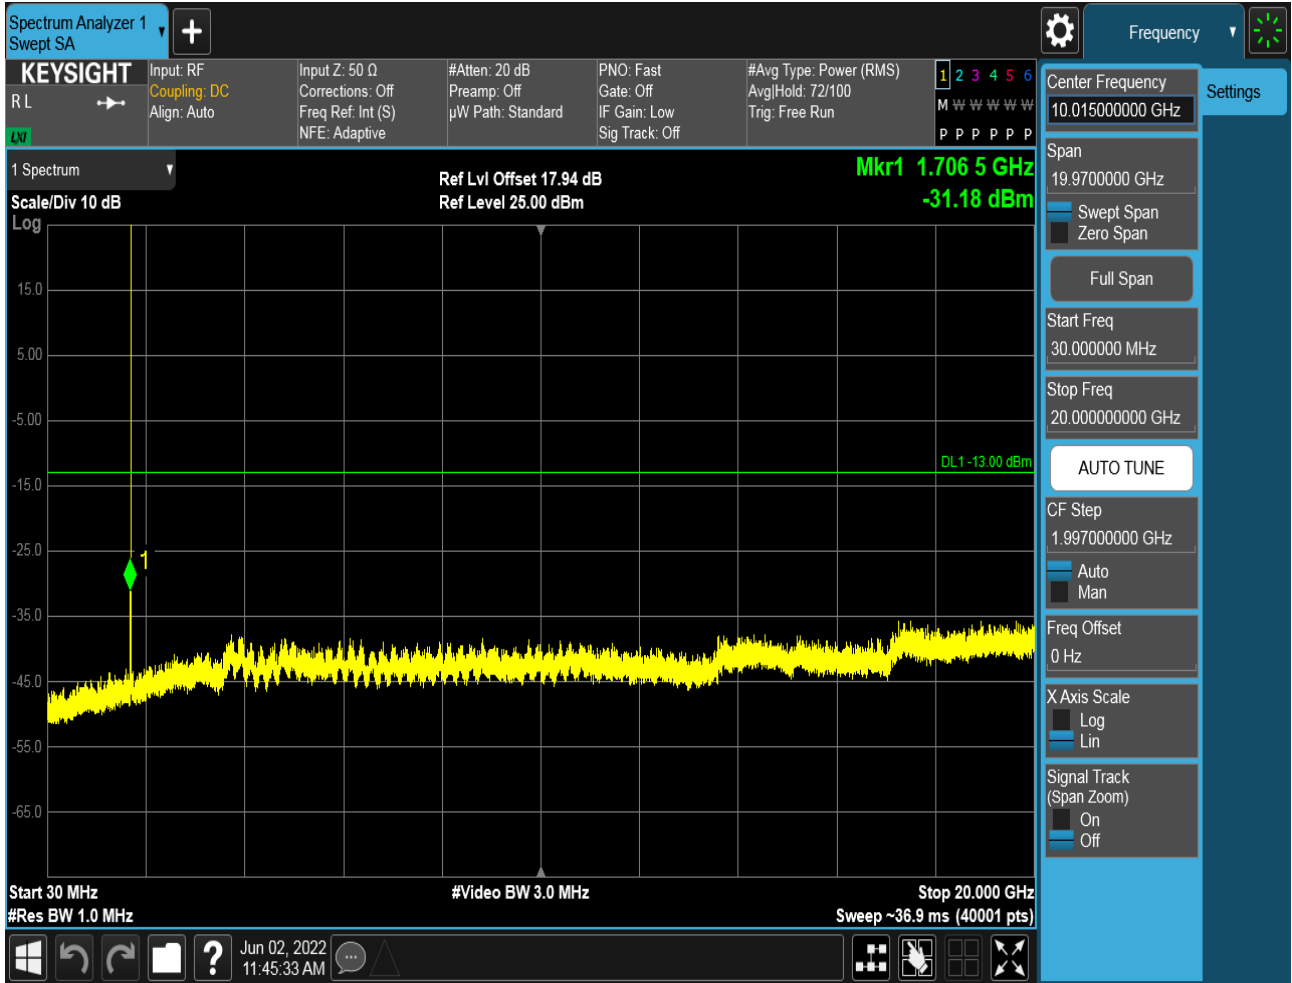 Spectrum Analyzer 1
Swept SA
Frequency
KEYSIGHT
R L
LXI
Input: RF
Coupling: DC
Align: Auto
Input Z: 50 Ω
Corrections: Off
Freq Ref: Int (S)
NFE: Adaptive
#Atten: 20 dB
Preamp: Off
µW Path: Standard
PNO: Fast
Gate: Off
IF Gain: Low
Sig Track: Off
#Avg Type: Power (RMS)
Avg|Hold: 72/100
Trig: Free Run
1 2 3 4 5 6
M W W W W W
P P P P P P
1 Spectrum
Scale/Div 10 dB
Log
Ref Lvl Offset 17.94 dB
Ref Level 25.00 dBm
Mkr1 1.706 5 GHz
-31.18 dBm
15.0
5.00
-5.00
DL1 -13.00 dBm
-15.0
-25.0
1
-35.0
-45.0
-55.0
-65.0
Start 30 MHz
#Video BW 3.0 MHz
Stop 20.000 GHz
#Res BW 1.0 MHz
Sweep ~36.9 ms (40001 pts)
Jun 02, 2022
11:45:33 AM
?
Center Frequency
10.015000000 GHz
Settings
Span
19.9700000 GHz
Swept Span
Zero Span
Full Span
Start Freq
30.000000 MHz
Stop Freq
20.000000000 GHz
AUTO TUNE
CF Step
1.997000000 GHz
Auto
Man
Freq Offset
0 Hz
X Axis Scale
Log
Lin
Signal Track
(Span Zoom)
On
Off